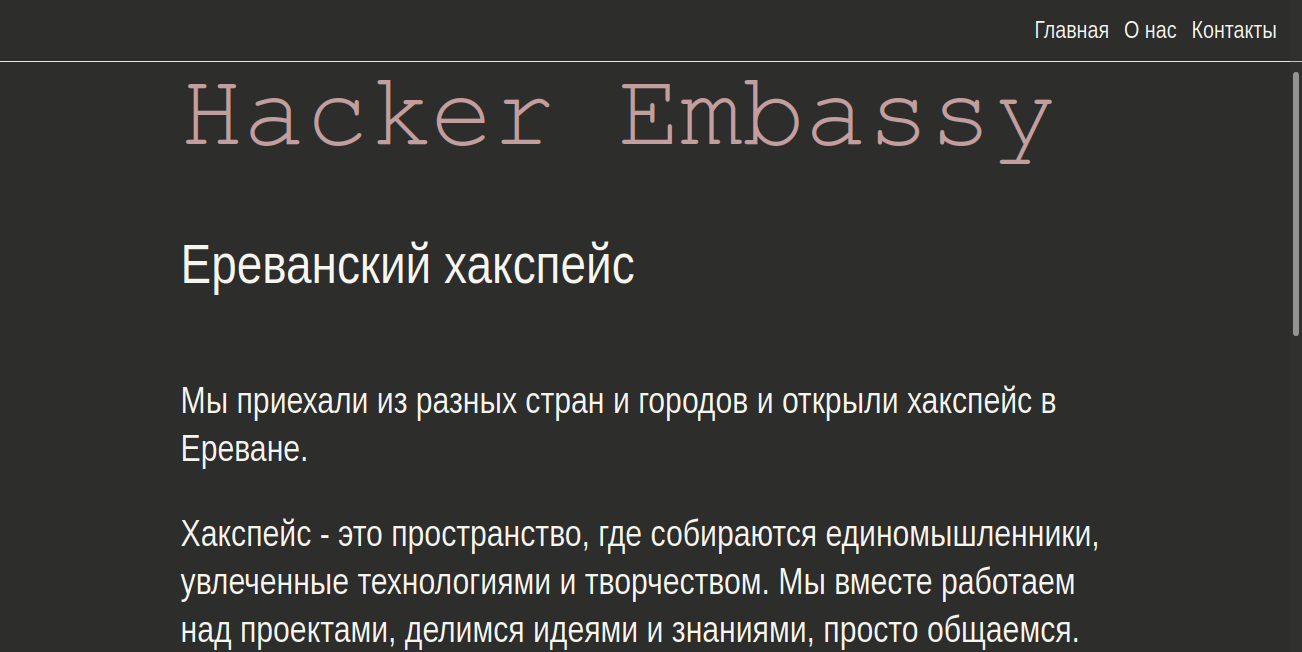 Главная О нас Контакты
Hacker Embassy
Ереванский хакспейс
Мы приехали из разных стран и городов и открыли хакспейс в
Ереване.
Хакспейс - это пространство, где собираются единомышленники,
увлеченные технологиями и творчеством. Мы вместе работаем
над проектами, делимся идеями и знаниями, просто общаемся.